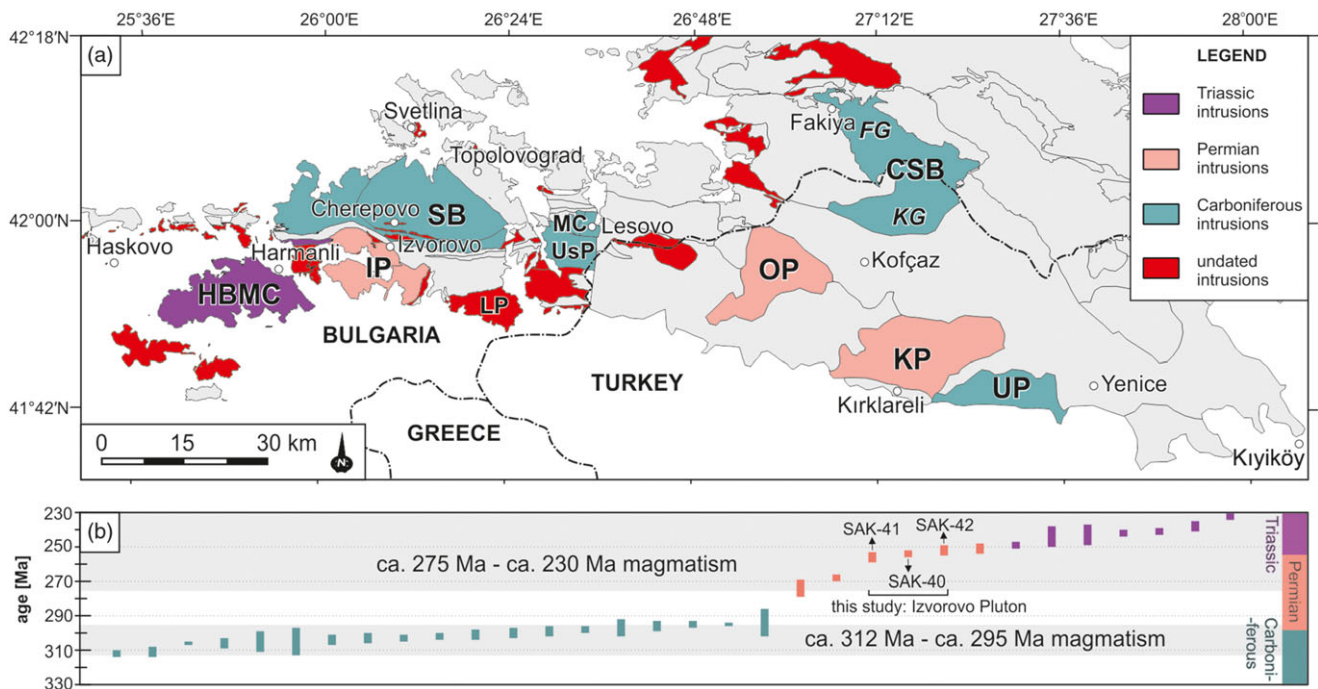 25°36'
26°00'
26°24'
26°48'
27°12'
27°36'
28°00'
42°18'N
(a)
LEGEND
Triassic
intrusions
Permian
intrusions
Carboniferous
intrusions
undated
intrusions
Svetlina
Topolovograd
Fakiya
FG
CSB
KG
42°00'N
Cherepovo
SB
MC
UsP
Lesovo
Haskovo
Harmanli
Izvorovo
IP
HBMC
LP
OP
Kofçaz
BULGARIA
KP
UP
Yenice
TURKEY
Kırklareli
41°42'N
GREECE
0 15 30 km
N
Kıyiköy
(b)
230
250
270
290
310
330
age [Ma]
SAK-41
SAK-42
SAK-40
ca. 275 Ma - ca. 230 Ma magmatism
this study: Izvorovo Pluton
ca. 312 Ma - ca. 295 Ma magmatism
Triassic
Permian
Carboni-
-ferous